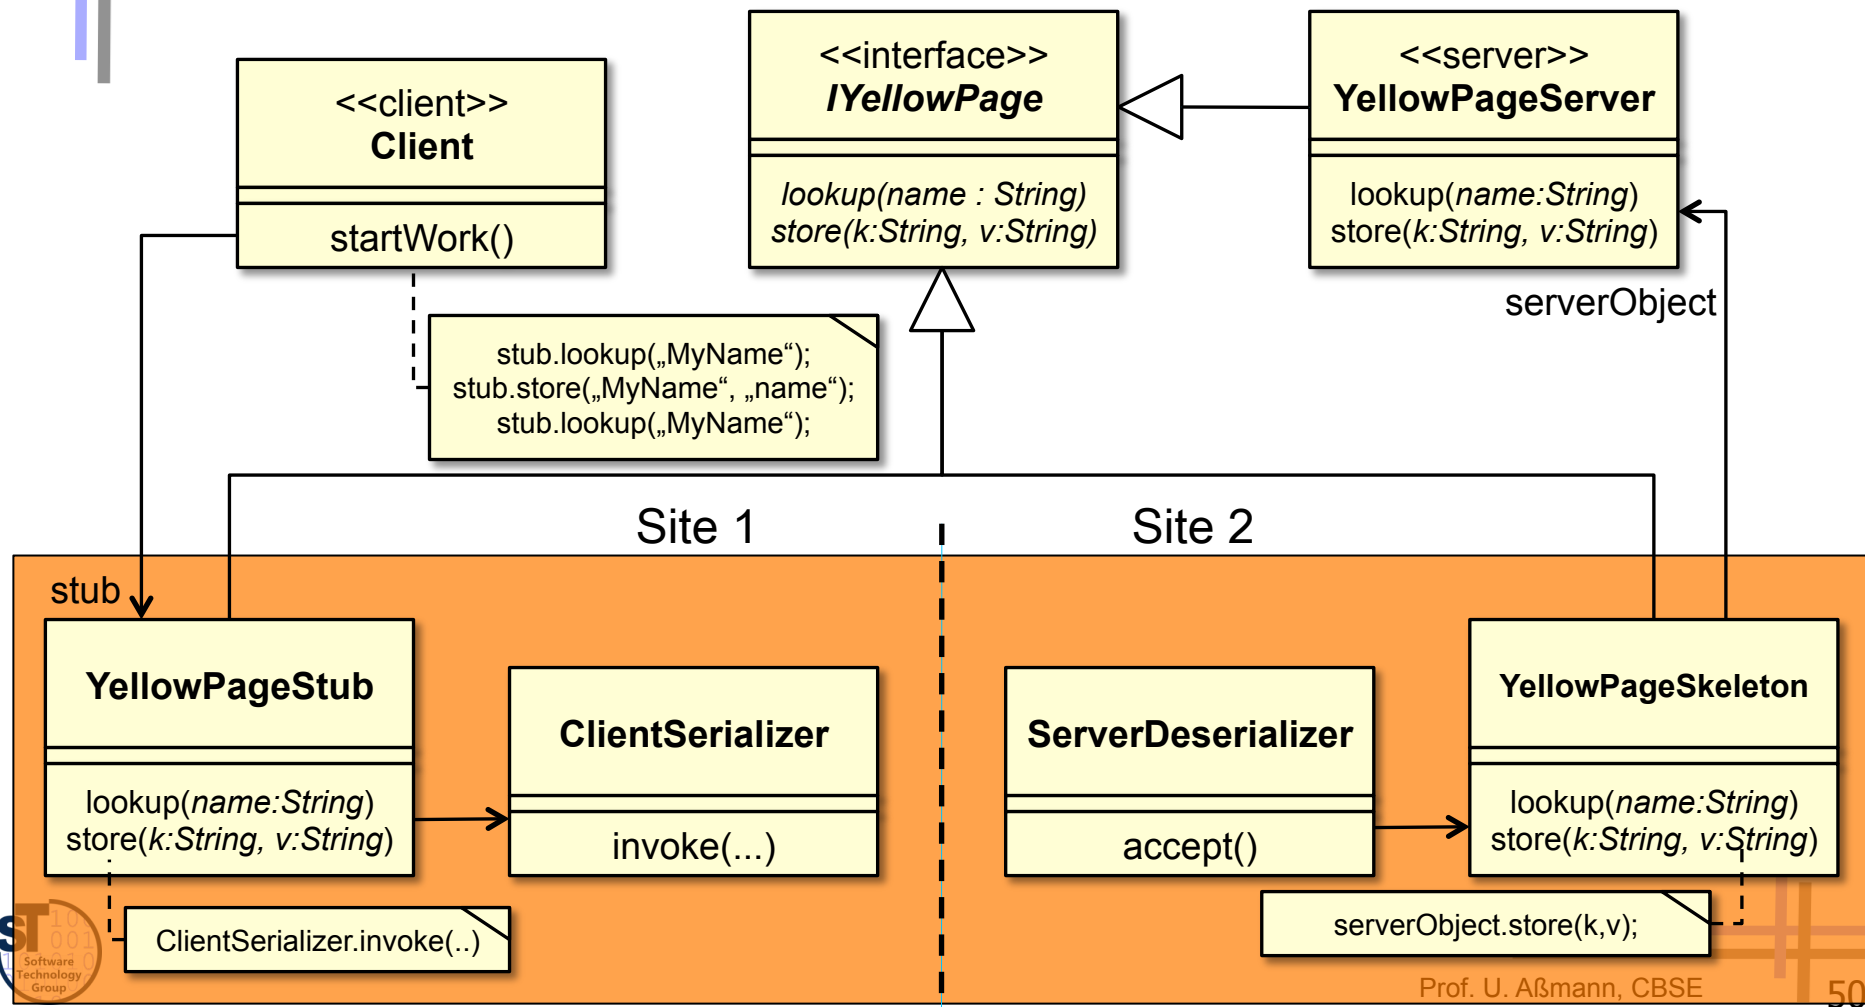 <<client>>
Client
startWork()
<<interface>>
IYellowPage
lookup(name : String)
store(k:String, v:String)
<<server>>
YellowPageServer
lookup(name:String)
store(k:String, v:String)
serverObject
stub.lookup(„MyName“);
stub.store(„MyName“, „name“);
stub.lookup(„MyName“);
Site 1
Site 2
stub
YellowPageStub
lookup(name:String)
store(k:String, v:String)
ClientSerializer
invoke(...)
ServerDeserializer
accept()
YellowPageSkeleton
lookup(name:String)
store(k:String, v:String)
ClientSerializer.invoke(..)
serverObject.store(k,v);
ST
Software
Technology
Group
Prof. U. Aßmann, CBSE
50